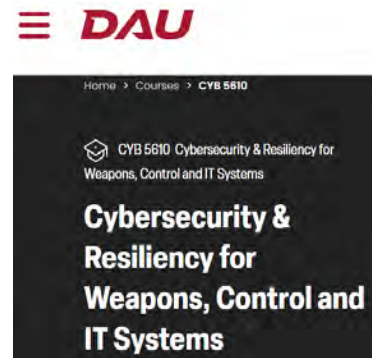 DAU
Home > Courses > CYB 5610
CYB 5610 Cybersecurity & Resiliency for
Weapons, Control and IT Systems
Cybersecurity &
Resiliency for
Weapons, Control and
IT Systems